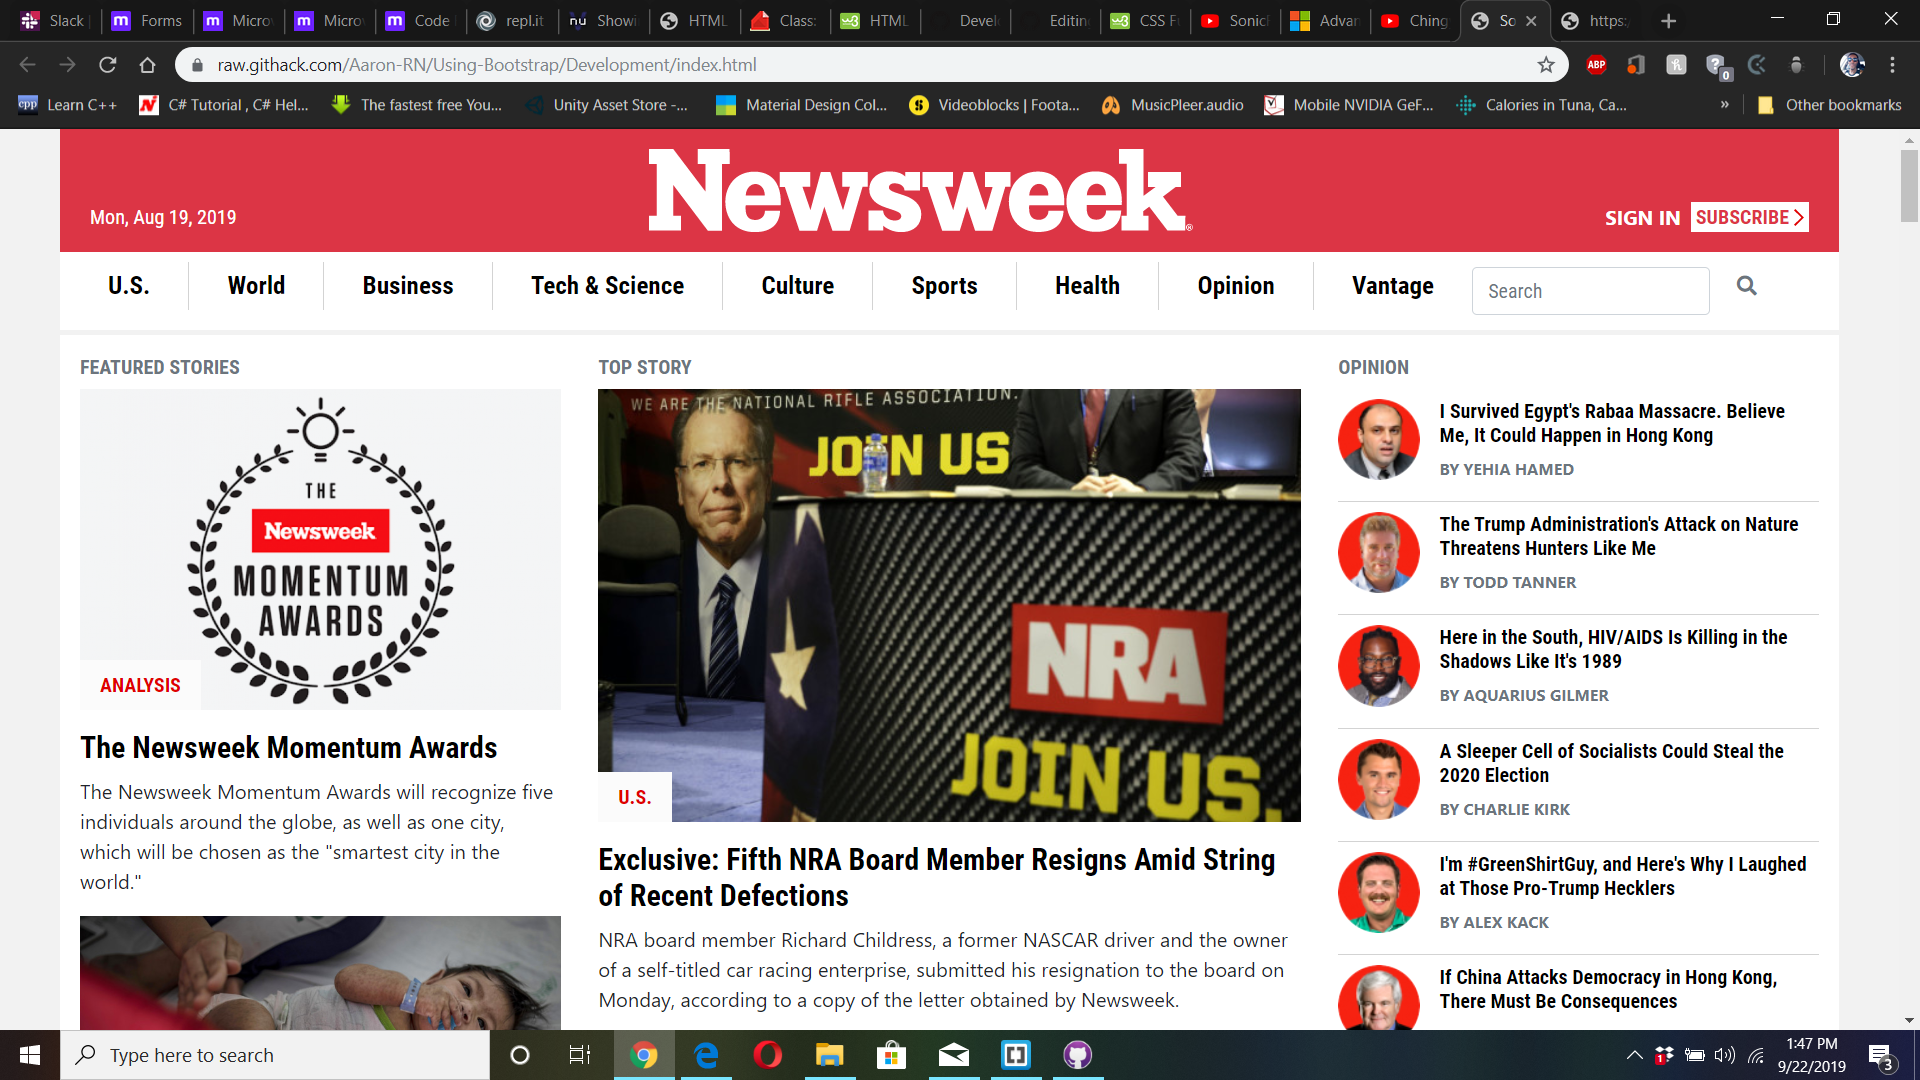 Slack
Forms
Micro
Micro
Code
repl.it
Showi
HTML
Class:
HTML
Devel
Editin
CSS F
Sonic
Advar
Ching
So
https:/
raw.githack.com/Aaron-RN/Using-Bootstrap/Development/index.html
ABP
0
Learn C++
C# Tutorial , C# Hel...
The fastest free You...
Unity Asset Store -...
Material Design Col...
Videoblocks | Foota...
MusicPleer.audio
Mobile NVIDIA GeF...
Calories in Tuna, Ca...
»
Other bookmarks
Newsweek®
Mon, Aug 19, 2019
SIGN IN SUBSCRIBE
U.S. World Business Tech & Science Culture Sports Health Opinion Vantage Search
FEATURED STORIES
THE
Newsweek
MOMENTUM
AWARDS
ANALYSIS
The Newsweek Momentum Awards
The Newsweek Momentum Awards will recognize five
individuals around the globe, as well as one city,
which will be chosen as the "smartest city in the
world."
TOP STORY
WE ARE THE NATIONAL RIFLE ASSOCIATION.
JOIN US
NRA
JOIN US.
U.S.
Exclusive: Fifth NRA Board Member Resigns Amid String
of Recent Defections
NRA board member Richard Childress, a former NASCAR driver and the owner
of a self-titled car racing enterprise, submitted his resignation to the board on
Monday, according to a copy of the letter obtained by Newsweek.
OPINION
I Survived Egypt's Rabaa Massacre. Believe
Me, It Could Happen in Hong Kong
BY YEHIA HAMED
The Trump Administration's Attack on Nature
Threatens Hunters Like Me
BY TODD TANNER
Here in the South, HIV/AIDS Is Killing in the
Shadows Like It's 1989
BY AQUARIUS GILMER
A Sleeper Cell of Socialists Could Steal the
2020 Election
BY CHARLIE KIRK
I'm #GreenShirtGuy, and Here's Why I Laughed
at Those Pro-Trump Hecklers
BY ALEX KACK
If China Attacks Democracy in Hong Kong,
There Must Be Consequences
Type here to search
1
1:47 PM
9/22/2019
3